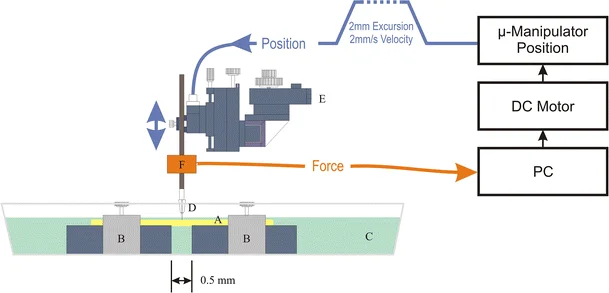 2mm Excursion
2mm/s Velocity
Position
μ-Manipulator
Position
E
DC Motor
F
Force
PC
D
A
B
B
C
0.5 mm